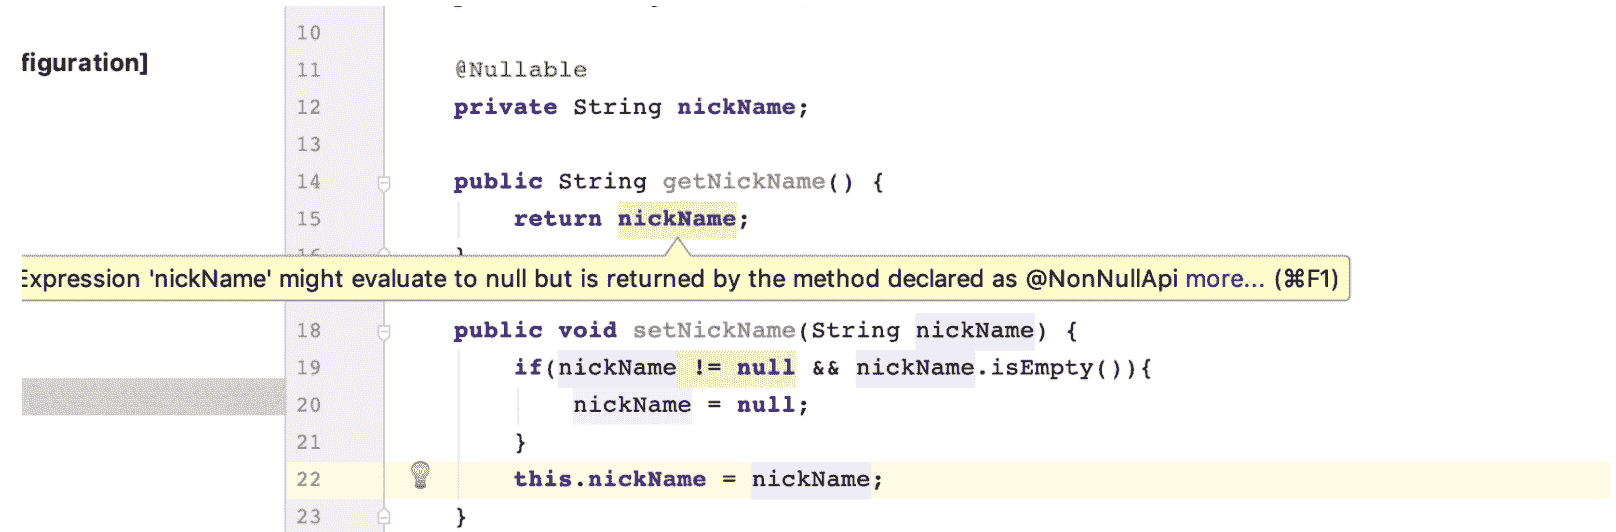 10
figuration]
11 @Nullable
12 private String nickName;
13
14 public String getNickName() {
15 return nickName;
Expression 'nickName' might evaluate to null but is returned by the method declared as @NonNullApi more... (⌘F1)
18 public void setNickName(String nickName) {
19 if(nickName != null && nickName.isEmpty()){
20 nickName = null;
21 }
22 this.nickName = nickName;
23 }